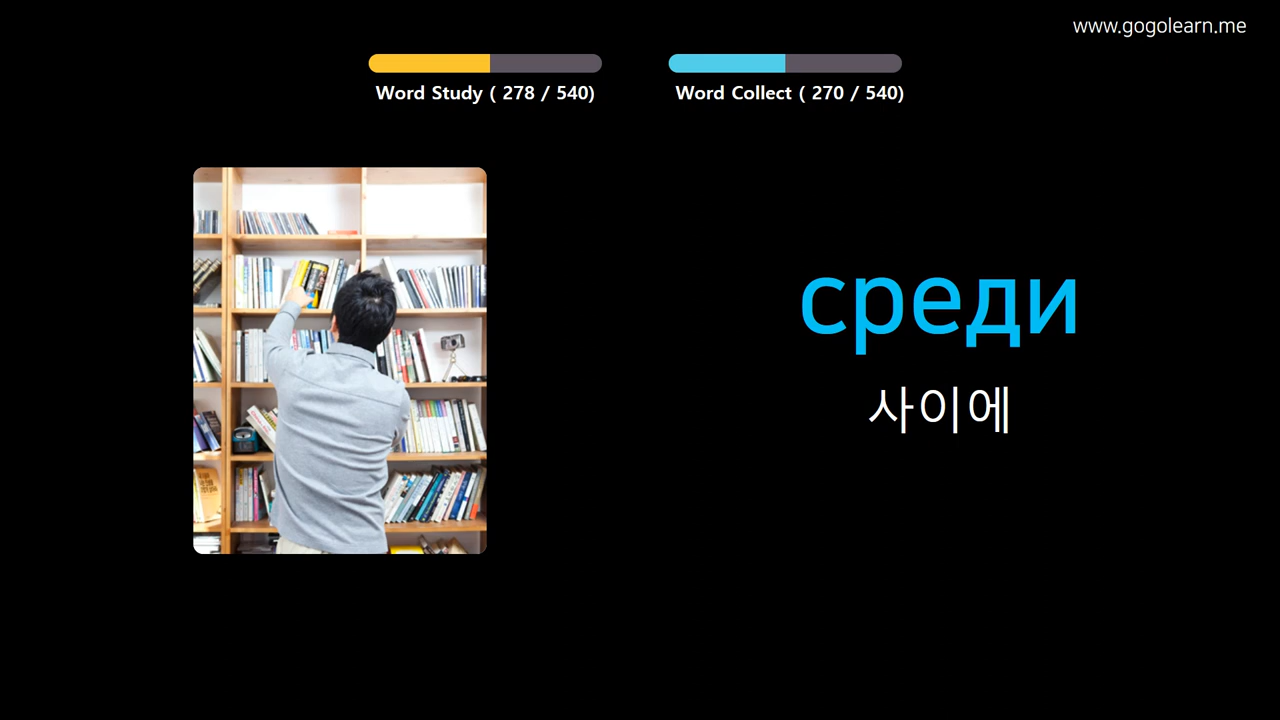 www.gogolearn.me
Word Study ( 278 / 540)
Word Collect ( 270 / 540)
среди
사이에